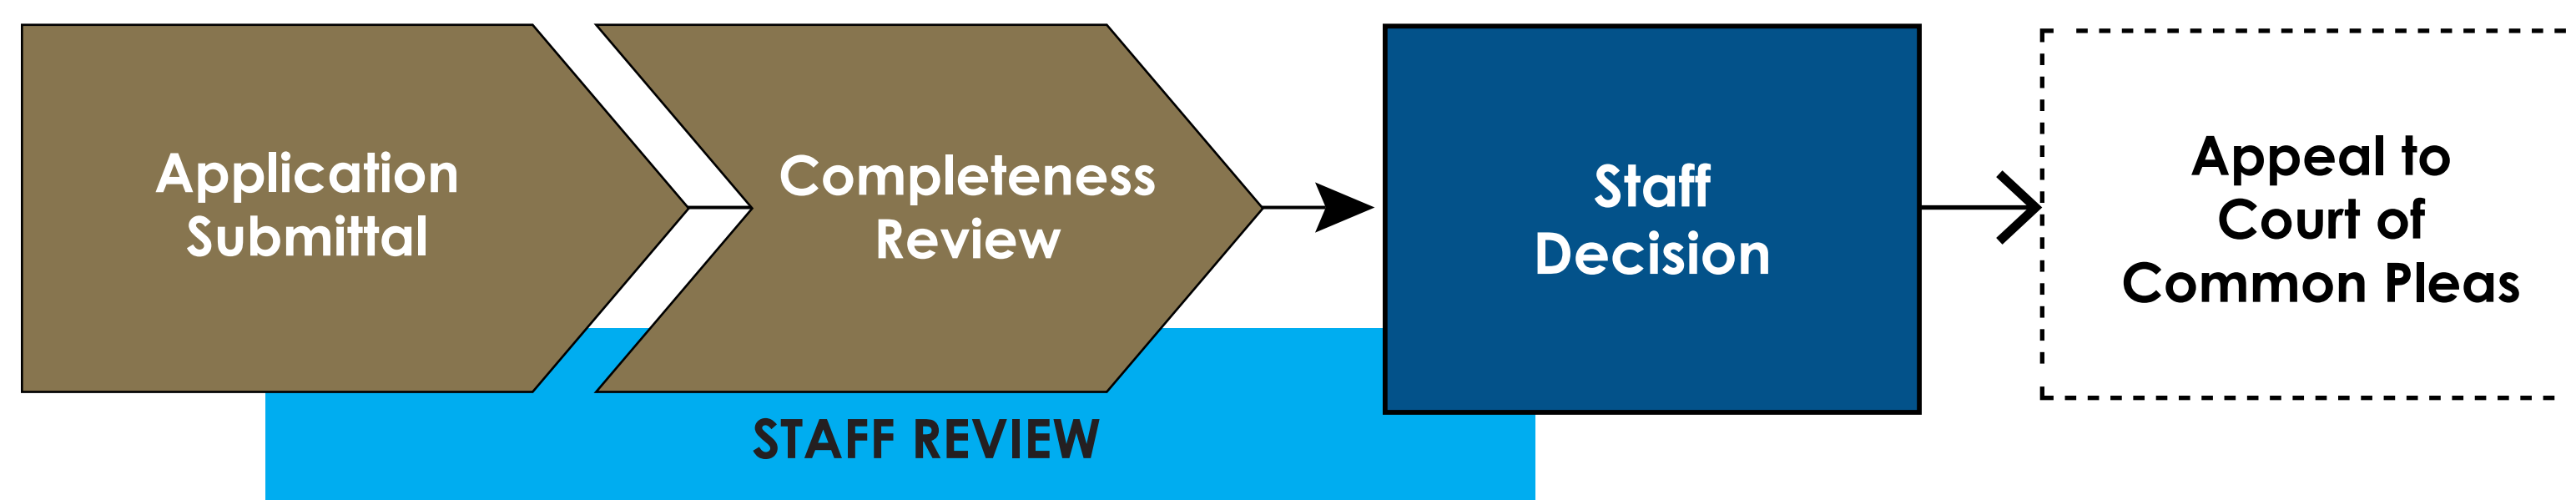 Application
Submittal
Completeness
Review
Staff
Decision
Appeal to
Court of
Common Pleas
STAFF REVIEW